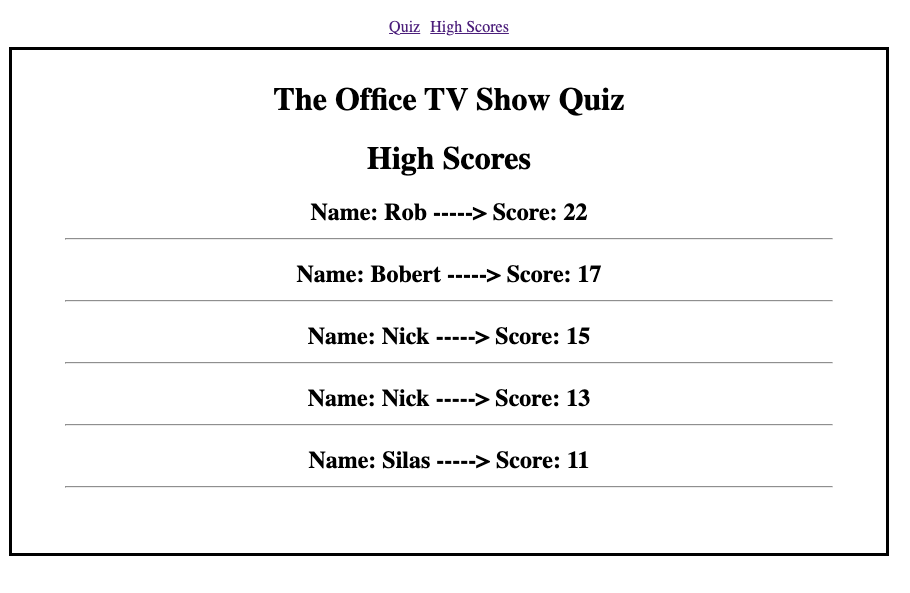 Quiz High Scores
The Office TV Show Quiz
High Scores
Name: Rob -----> Score: 22
Name: Bobert -----> Score: 17
Name: Nick -----> Score: 15
Name: Nick -----> Score: 13
Name: Silas -----> Score: 11